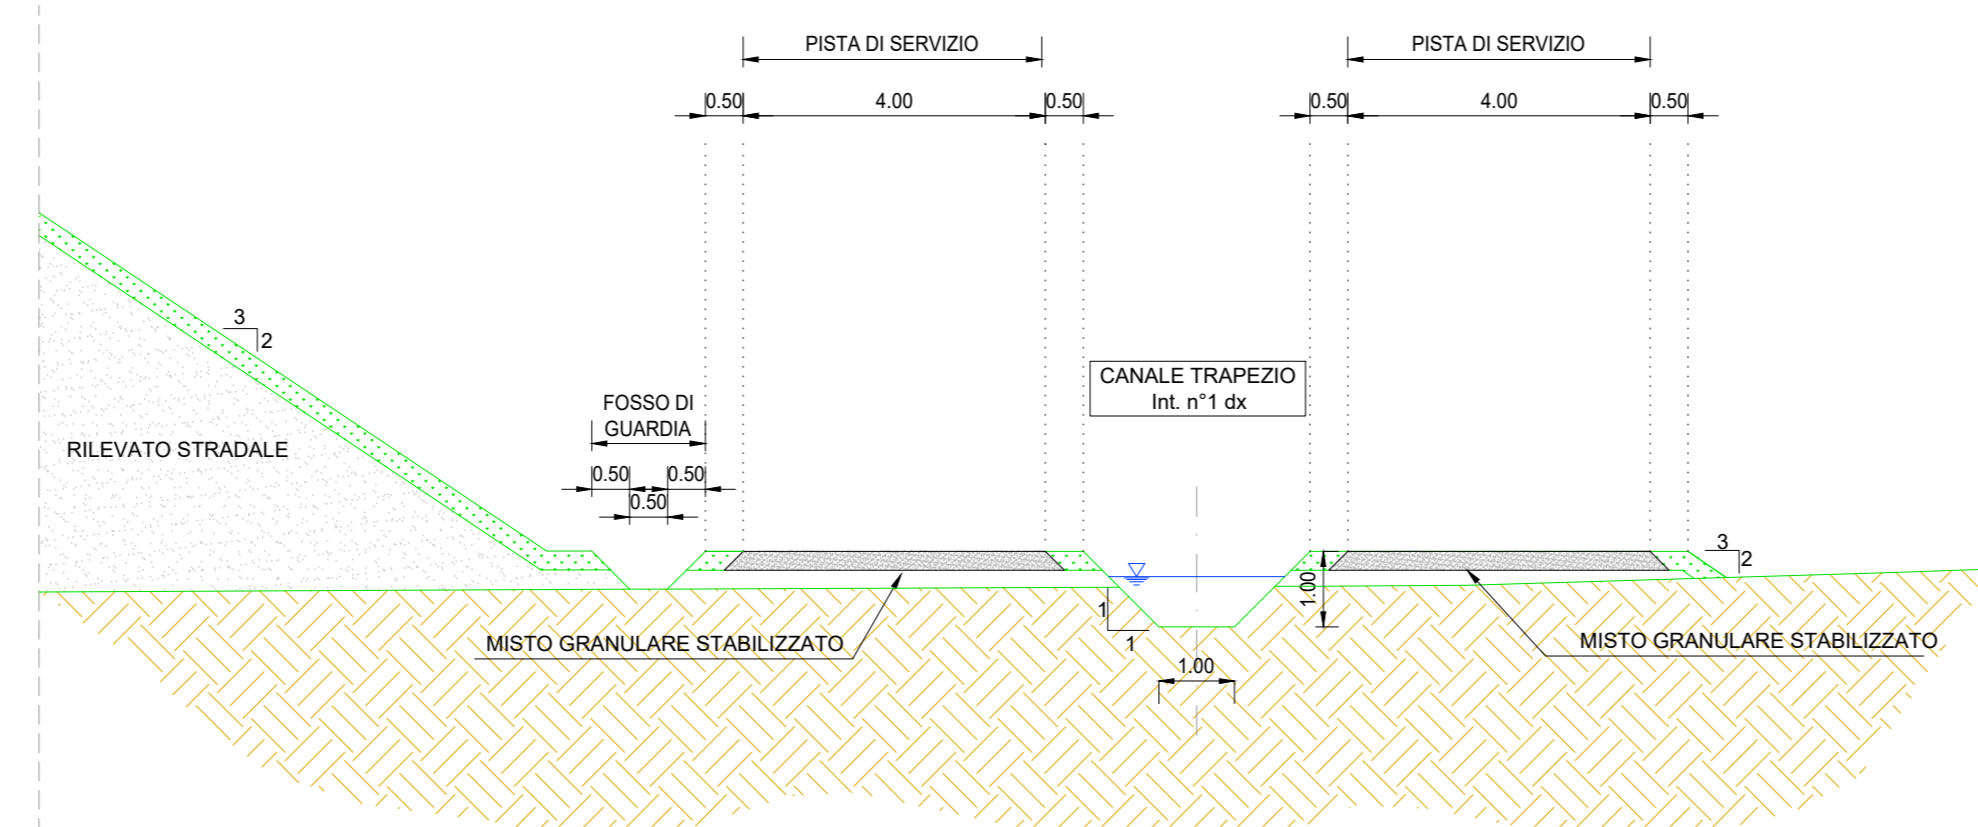 PISTA DI SERVIZIO
PISTA DI SERVIZIO
0.50 4.00 0.50
0.50 4.00 0.50
3
2
CANALE TRAPEZIO
Int. n°1 dx
FOSSO DI
GUARDIA
RILEVATO STRADALE
0.50 0.50
0.50
3
2
1.00
1
1
MISTO GRANULARE STABILIZZATO
MISTO GRANULARE STABILIZZATO
1.00